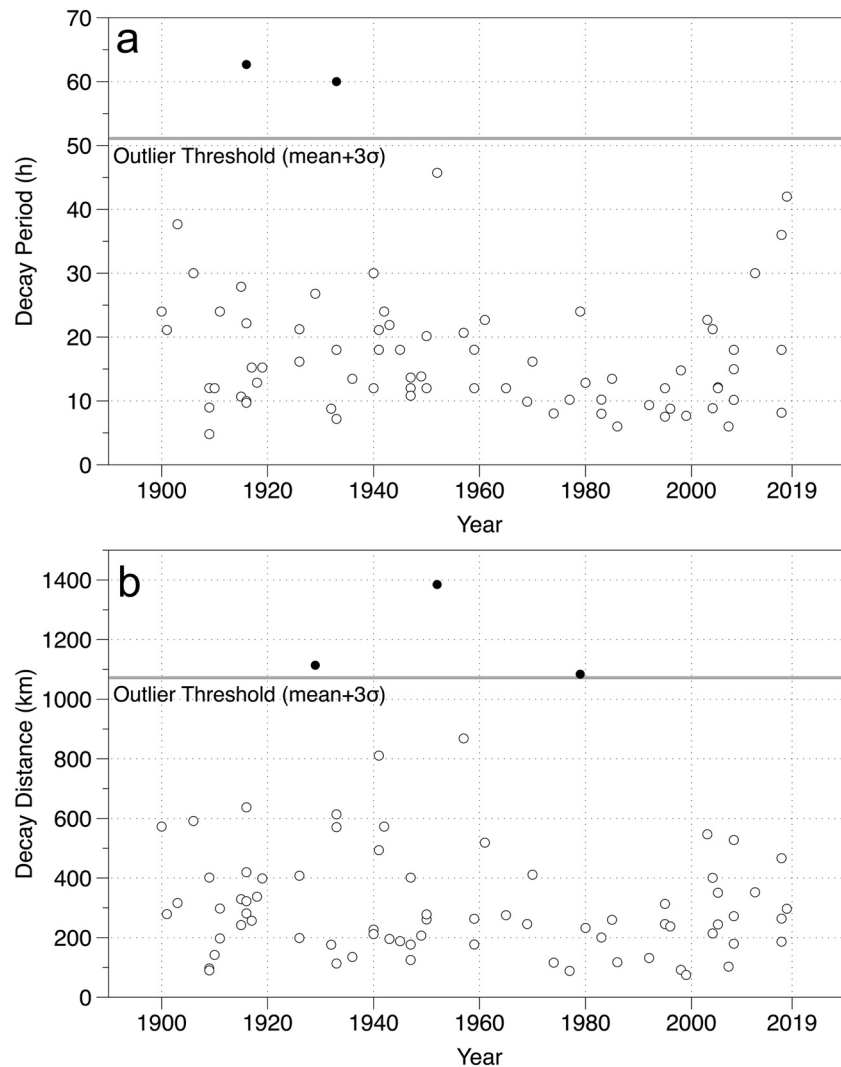 a
70
60
50
40
30
20
10
0
Decay Period (h)
Outlier Threshold (mean+3σ)
1900 1920 1940 1960 1980 2000 2019
Year
b
1400
1200
1000
800
600
400
200
0
Decay Distance (km)
Outlier Threshold (mean+3σ)
1900 1920 1940 1960 1980 2000 2019
Year